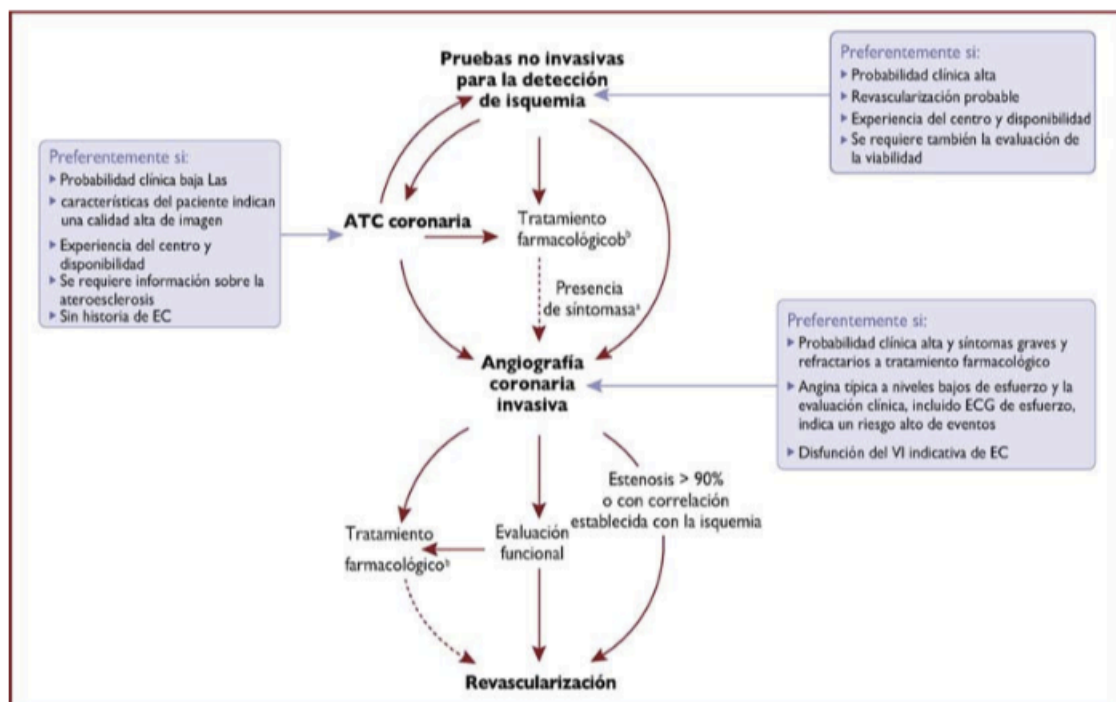 Pruebas no invasivas
para la detección
de isquemia
Preferentemente si:
▸ Probabilidad clínica alta
▸ Revascularización probable
▸ Experiencia del centro y disponibilidad
▸ Se requiere también la evaluación de
la viabilidad
Preferentemente si:
▸ Probabilidad clínica baja Las
▸ características del paciente indican
una calidad alta de imagen
▸ Experiencia del centro y
disponibilidad
▸ Se requiere información sobre la
ateroesclerosis
▸ Sin historia de EC
ATC coronaria
Tratamiento
farmacológicobᵇ
Presencia
de síntomasaᵃ
Angiografía
coronaria
invasiva
Preferentemente si:
▸ Probabilidad clínica alta y síntomas graves y
refractarios a tratamiento farmacológico
▸ Angina típica a niveles bajos de esfuerzo y la
evaluación clínica, incluido ECG de esfuerzo,
indica un riesgo alto de eventos
▸ Disfunción del VI indicativa de EC
Estenosis > 90%
o con correlación
establecida con la isquemia
Tratamiento
farmacológicoᵇ
Evaluación
funcional
Revascularización